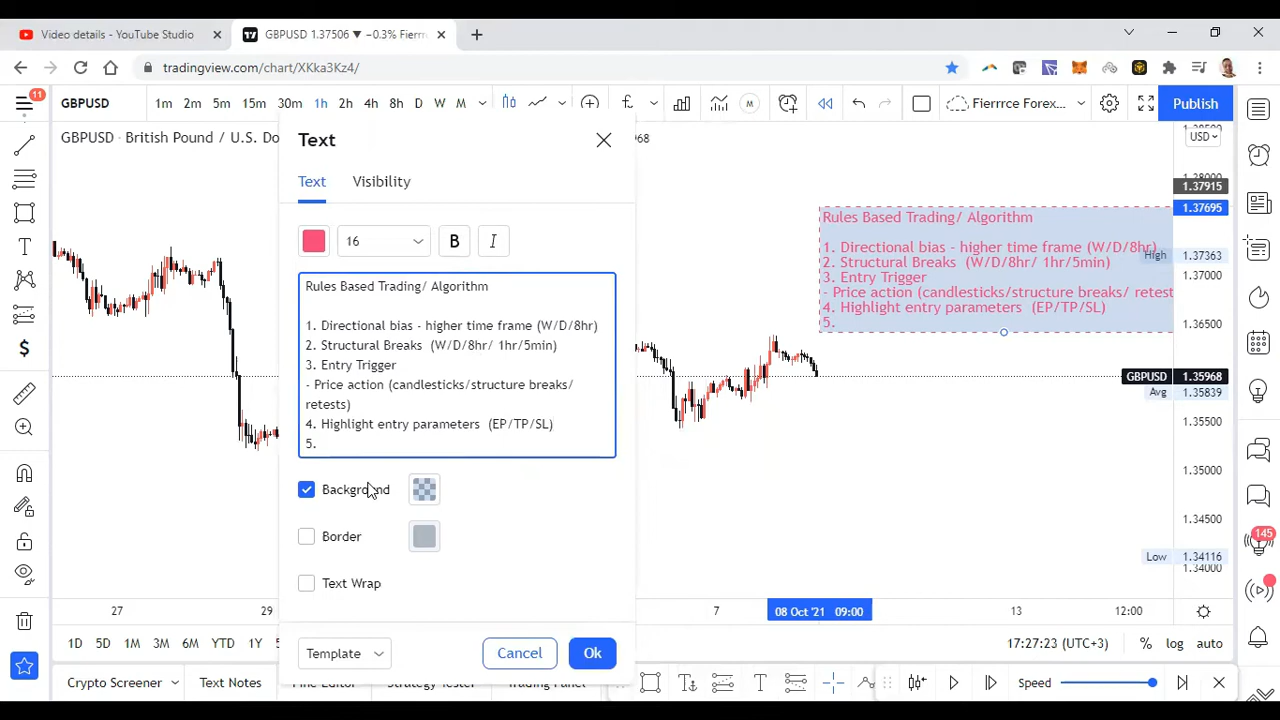 Video details - YouTube Studio
GBPUSD 1.37506 ▼ −0.3% Fierrr
tradingview.com/chart/XKka3Kz4/
11
GBPUSD
1m 2m 5m 15m 30m 1h 2h 4h 8h D W M
M
Fierrrce Forex...
Publish
GBPUSD · British Pound / U.S. Do
968
USD
Text
Text Visibility
16
B I
Rules Based Trading/ Algorithm
1. Directional bias - higher time frame (W/D/8hr)
2. Structural Breaks (W/D/8hr/ 1hr/5min)
3. Entry Trigger
- Price action (candlesticks/structure breaks/
retests)
4. Highlight entry parameters (EP/TP/SL)
5.
Background
Border
Text Wrap
Template
Cancel
Ok
Rules Based Trading/ Algorithm
1. Directional bias - higher time frame (W/D/8hr)
2. Structural Breaks (W/D/8hr/ 1hr/5min)
3. Entry Trigger
- Price action (candlesticks/structure breaks/ retest
4. Highlight entry parameters (EP/TP/SL)
5.
1.38500
1.38000
1.37915
1.37695
High 1.37363
1.37000
1.36500
GBPUSD 1.35968
Avg 1.35839
1.35500
1.35000
1.34500
Low 1.34116
1.34000
145
27 29 7 08 Oct '21 09:00 13 12:00
1D 5D 1M 3M 6M YTD 1Y 5
17:27:23 (UTC+3) % log auto
Crypto Screener Text Notes Pine Editor Strategy Tester Trading Panel
Speed